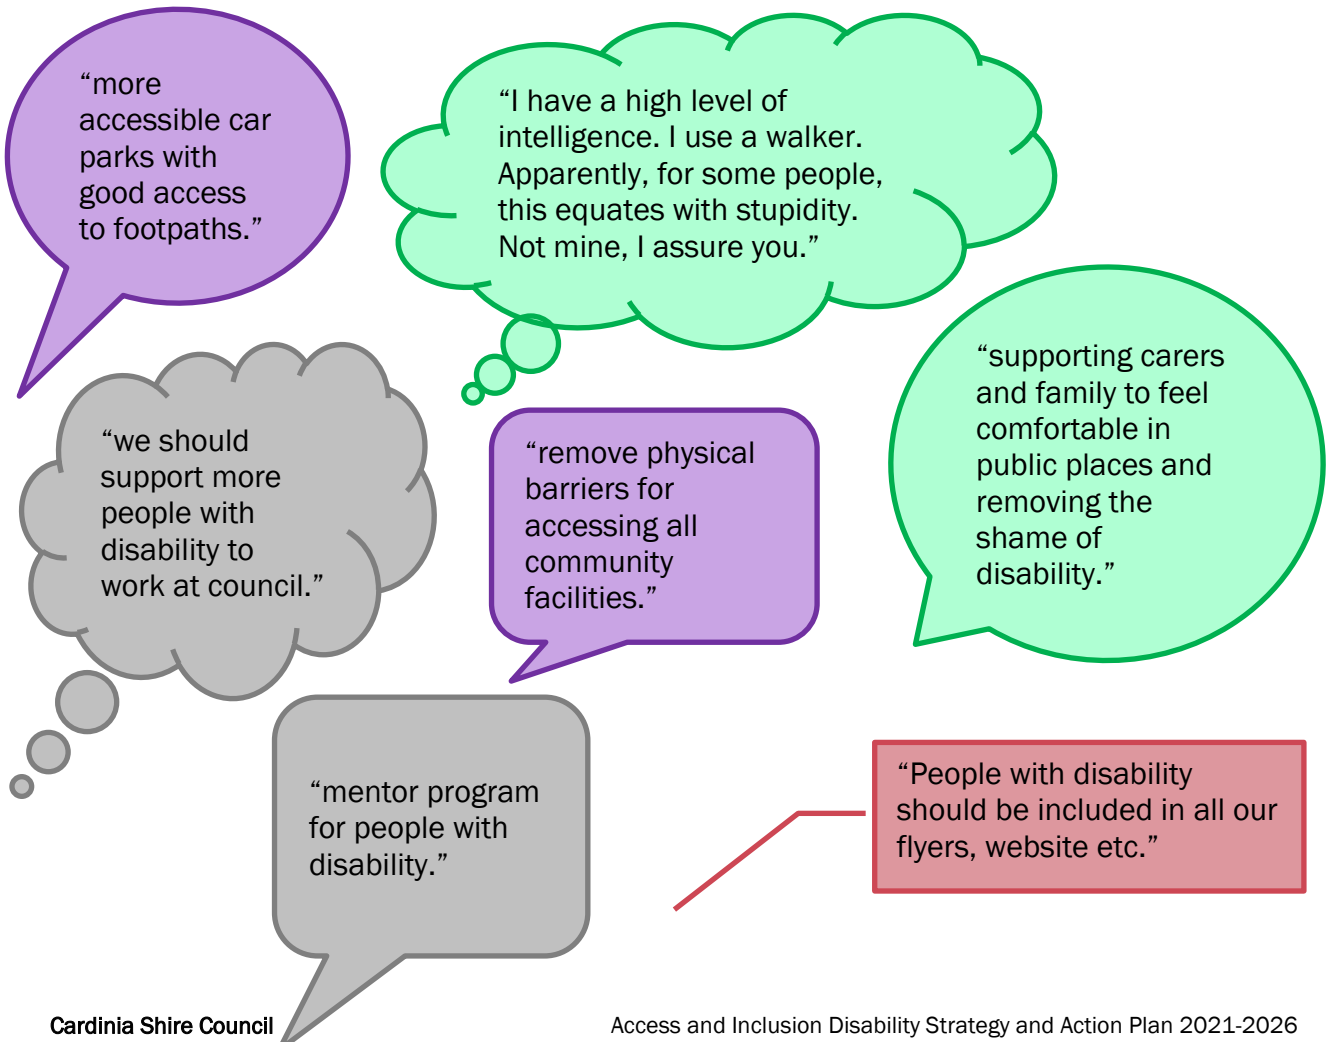 “more
accessible car
parks with
good access
to footpaths.”
“I have a high level of
intelligence. I use a walker.
Apparently, for some people,
this equates with stupidity.
Not mine, I assure you.”
“supporting carers
and family to feel
comfortable in
public places and
removing the
shame of
disability.”
“we should
support more
people with
disability to
work at council.”
“remove physical
barriers for
accessing all
community
facilities.”
“mentor program
for people with
disability.”
“People with disability
should be included in all our
flyers, website etc.”
Cardinia Shire Council
Access and Inclusion Disability Strategy and Action Plan 2021-2026